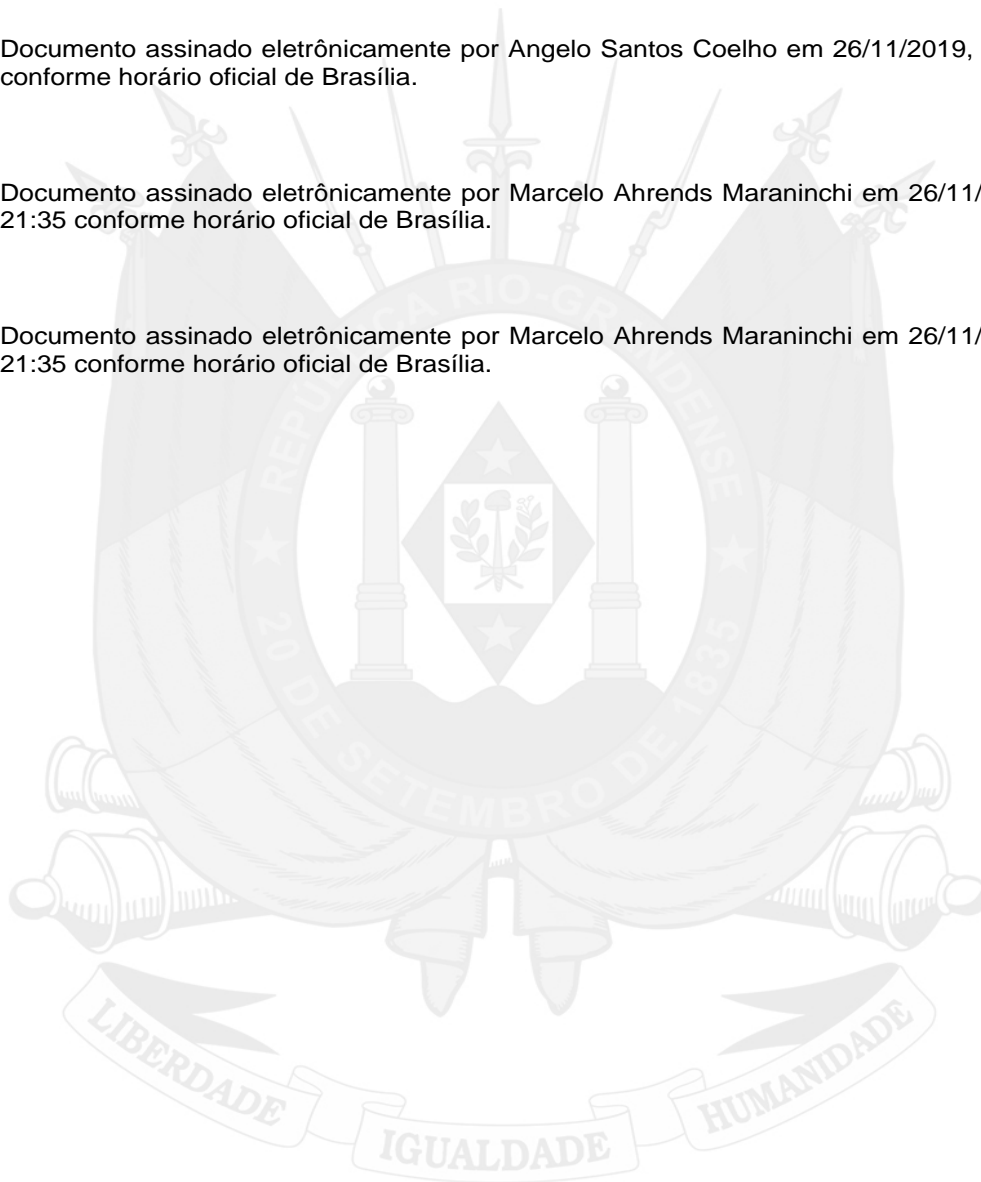 Documento assinado eletrônicamente por Angelo Santos Coelho em 26/11/2019,
conforme horário oficial de Brasília.
Documento assinado eletrônicamente por Marcelo Ahrends Maraninchi em 26/11/
21:35 conforme horário oficial de Brasília.
Documento assinado eletrônicamente por Marcelo Ahrends Maraninchi em 26/11/
21:35 conforme horário oficial de Brasília.
REPÚBLICA RIO-GRANDENSE
20 DE SETEMBRO DE 1835
LIBERDADE
IGUALDADE
HUMANIDADE